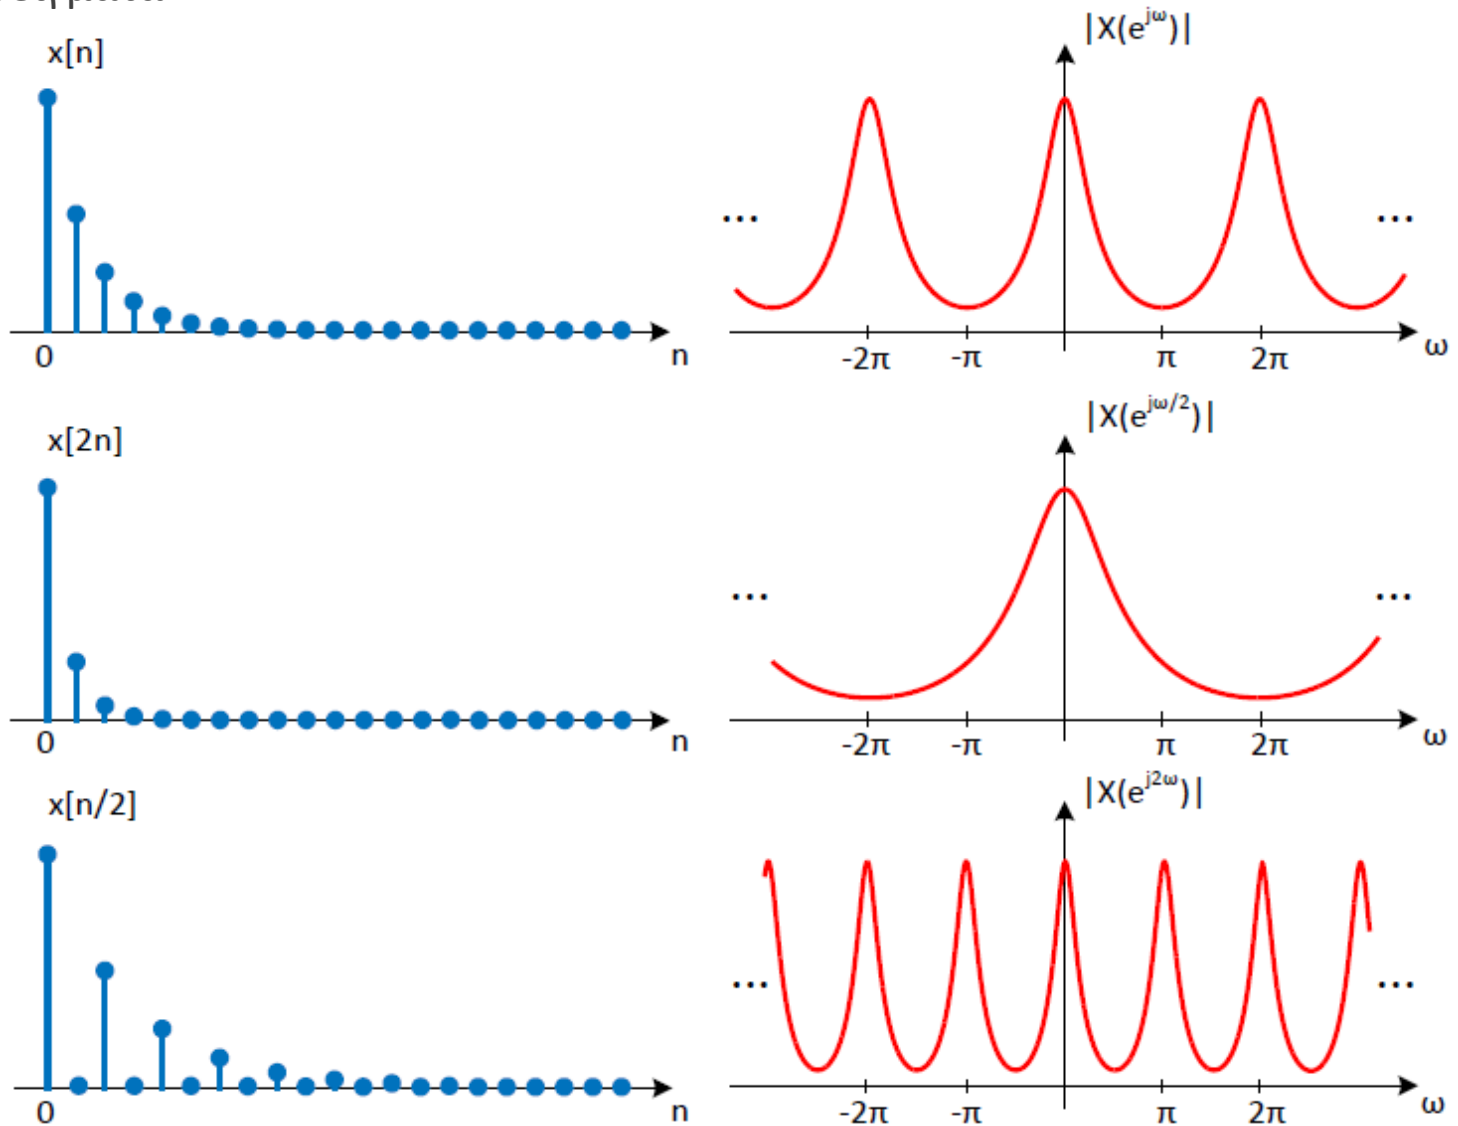 x[n]
|X(e^jω)|
... ...
0 n
-2π -π π 2π ω
x[2n]
|X(e^jω/2)|
... ...
0 n
-2π -π π 2π ω
x[n/2]
|X(e^j2ω)|
... ...
0 n
-2π -π π 2π ω